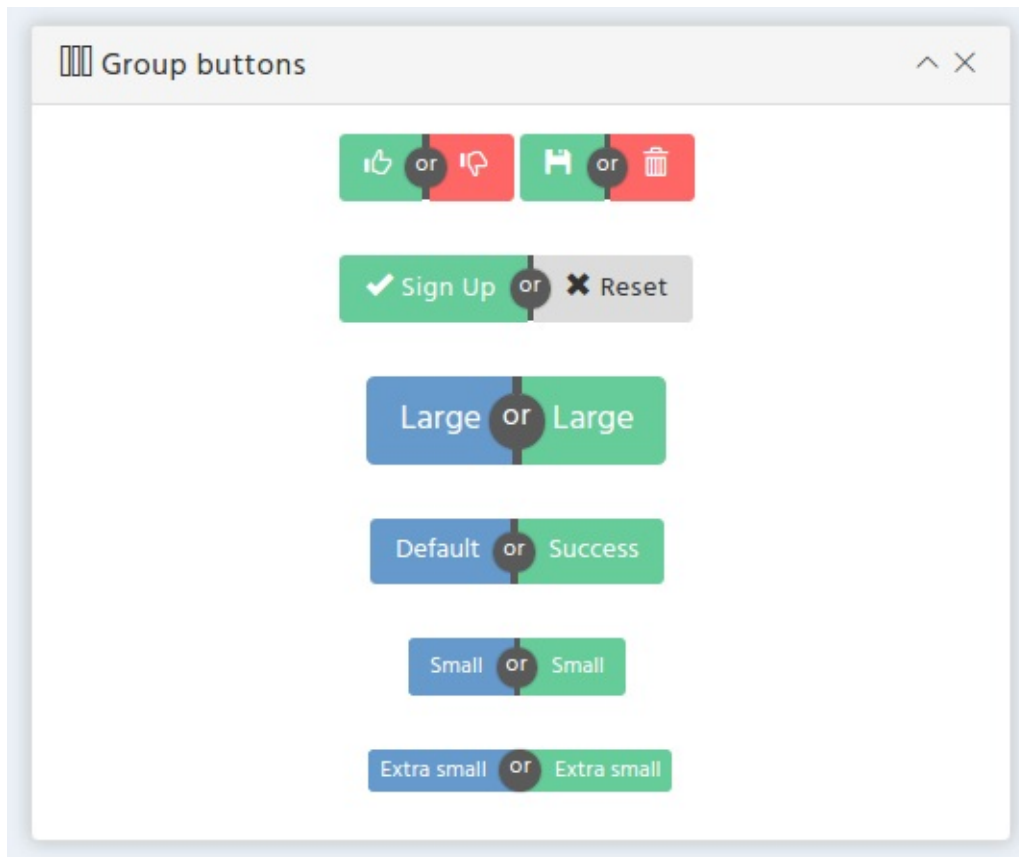 Group buttons
or or
Sign Up or Reset
Large or Large
Default or Success
Small or Small
Extra small or Extra small